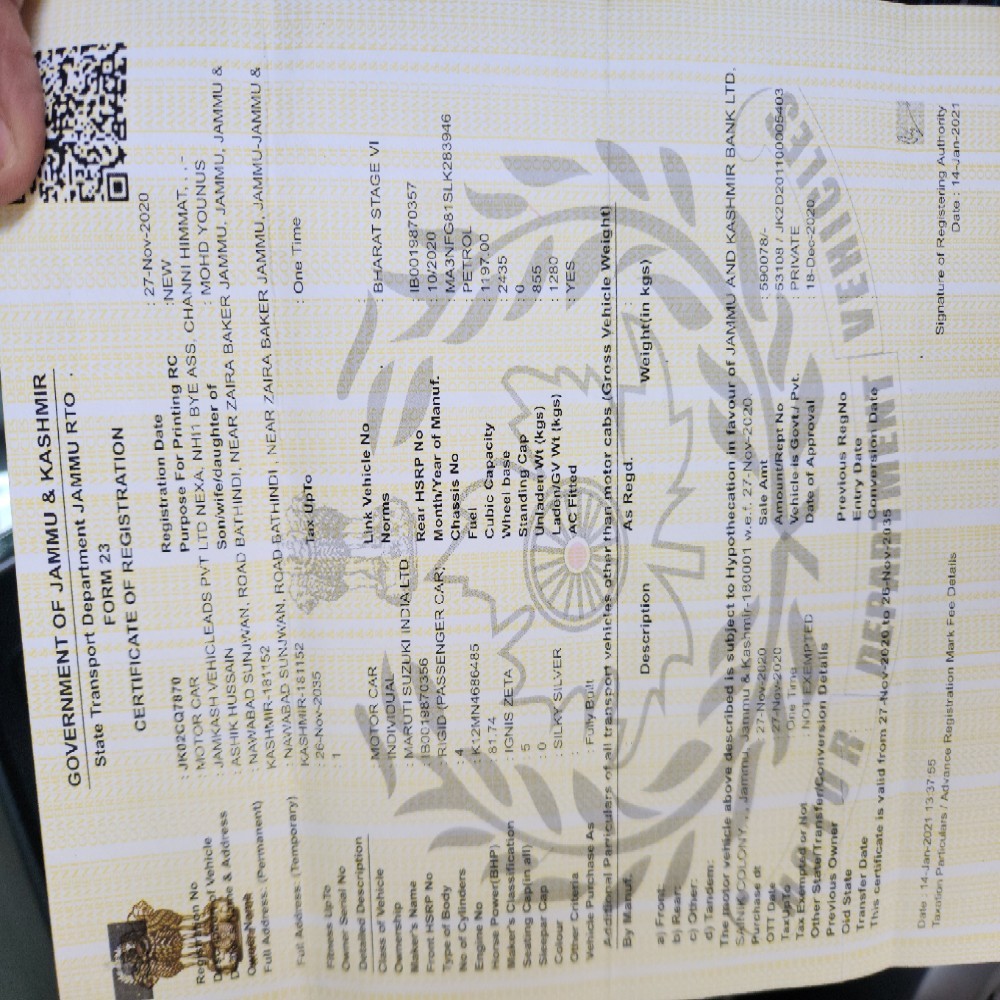 GOVERNMENT OF JAMMU & KASHMIR
State Transport Department JAMMU RTO
FORM 23
CERTIFICATE OF REGISTRATION
Registration No : JK02CQ7870 Registration Date : 27-Nov-2020
of Vehicle : MOTOR CAR Purpose For Printing RC : NEW
Name & Address : JAMKASH VEHICLEADS PVT LTD NEXA, NHI1 BYE ASS, CHANNI HIMMAT, , -
: ASHIK HUSSAIN Son/wife/daughter of : MOHD YOUNUS
Full Address: (Permanent) : NAWABAD SUNJWAN, ROAD BATHINDI, NEAR ZAIRA BAKER JAMMU, JAMMU, JAMMU &
KASHMIR-181152
Full Address: (Temporary) : NAWABAD SUNJWAN, ROAD BATHINDI, NEAR ZAIRA BAKER JAMMU, JAMMU-JAMMU &
KASHMIR-181152
Fitness UpTo : 26-Nov-2035 Tax UpTo : One Time
Owner Serial No : 1
Detailed Description
Class of Vehicle : MOTOR CAR Link Vehicle No
Ownership : INDIVIDUAL Norms : BHARAT STAGE VI
Maker's Name : MARUTI SUZUKI INDIA LTD
Front HSRP No : IB0019870356 Rear HSRP No : IB0019870357
Type of Body : RIGID (PASSENGER CAR) Month/Year of Manuf. : 10/2020
No of Cylinders : 4 Chassis No : MA3NFG81SLK283946
Engine No : K12MN4686485 Fuel : PETROL
Horse Power(BHP) : 81.74 Cubic Capacity : 1197.00
Maker's Classification : IGNIS ZETA Wheel base : 2435
Seating Cap(in all) : 5 Standing Cap : 0
Sleepar Cap : 0 Unladen Wt (kgs) : 855
Colour : SILKY SILVER Laden/GV Wt (kgs) : 1280
Other Criteria AC Fitted : YES
Vehicle Purchase As : Fully Built
Additional Particulers of all transport vehicles other than motor cabs (Gross Vehicle Weight)
By Manuf. As Regd.
Description Weight(in kgs)
a) Front:
b) Rear:
c) Other:
d) Tandem:
The motor vehicle above described is subject to Hypothecation in favour of JAMMU AND KASHMIR BANK LTD.
SANIK COLONY, , , Jammu, Jammu & Kashmir-180001 w.e.f. 27-Nov-2020.
Purchase dt : 27-Nov-2020 Sale Amt : 590078/-
OTT Date : 27-Nov-2020 Amount/Rcpt No : 53108 / JK2D201100005403
TaxUpTo : One Time Vehicle is Govt./ Pvt. : PRIVATE
Tax Exempted or Not : NOT EXEMPTED Date of Approval : 18-Dec-2020
Other State/Transfer/Conversion Details
Previous Owner Previous RegNo
Old State Entry Date
Transfer Date Conversion Date
This certificate is valid from 27-Nov-2020 to 26-Nov-2035
Signature of Registering Authority
Date : 14-Jan-2021 13:37:55 Date : 14-Jan-2021
Taxation Particulars / Advance Registration Mark Fee Details
DEPARTMENT VEHICLES